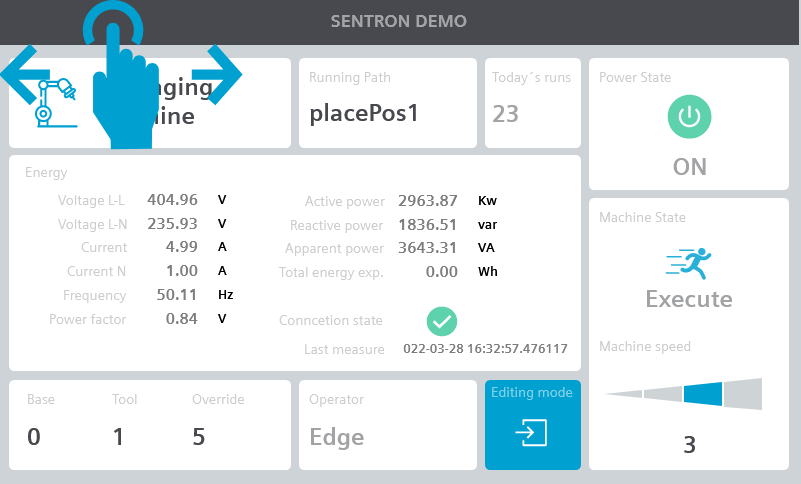 SENTRON DEMO
Running Path
placePos1
Today´s runs
23
Power State
ON
Energy
Voltage L-L 404.96 V
Voltage L-N 235.93 V
Current 4.99 A
Current N 1.00 A
Frequency 50.11 Hz
Power factor 0.84 V
Active power 2963.87 Kw
Reactive power 1836.51 var
Apparent power 3643.31 VA
Total energy exp. 0.00 Wh
Conncetion state
Last measure 022-03-28 16:32:57.476117
Machine State
Execute
Machine speed
3
Base Tool Override
0 1 5
Operator
Edge
Editing mode